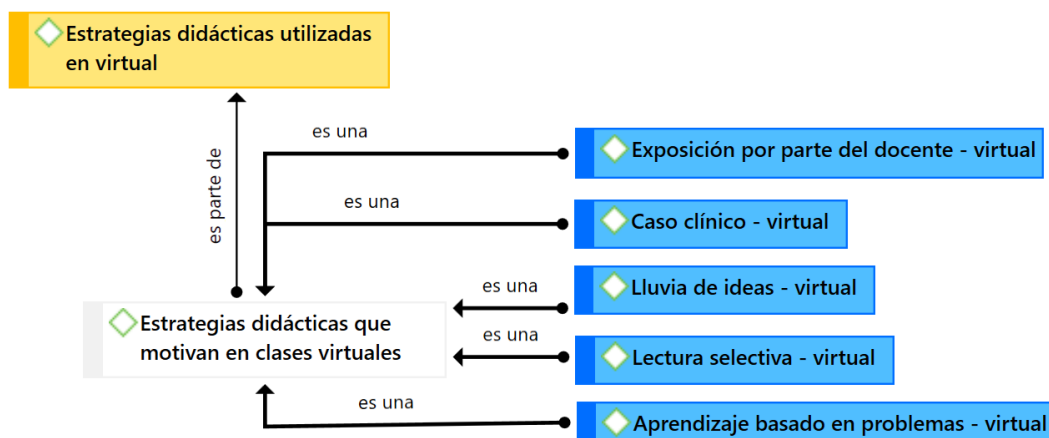 Estrategias didácticas utilizadas
en virtual
es una
Exposición por parte del docente - virtual
es parte de
es una
Caso clínico - virtual
es una
Lluvia de ideas - virtual
Estrategias didácticas que
motivan en clases virtuales
es una
Lectura selectiva - virtual
es una
Aprendizaje basado en problemas - virtual